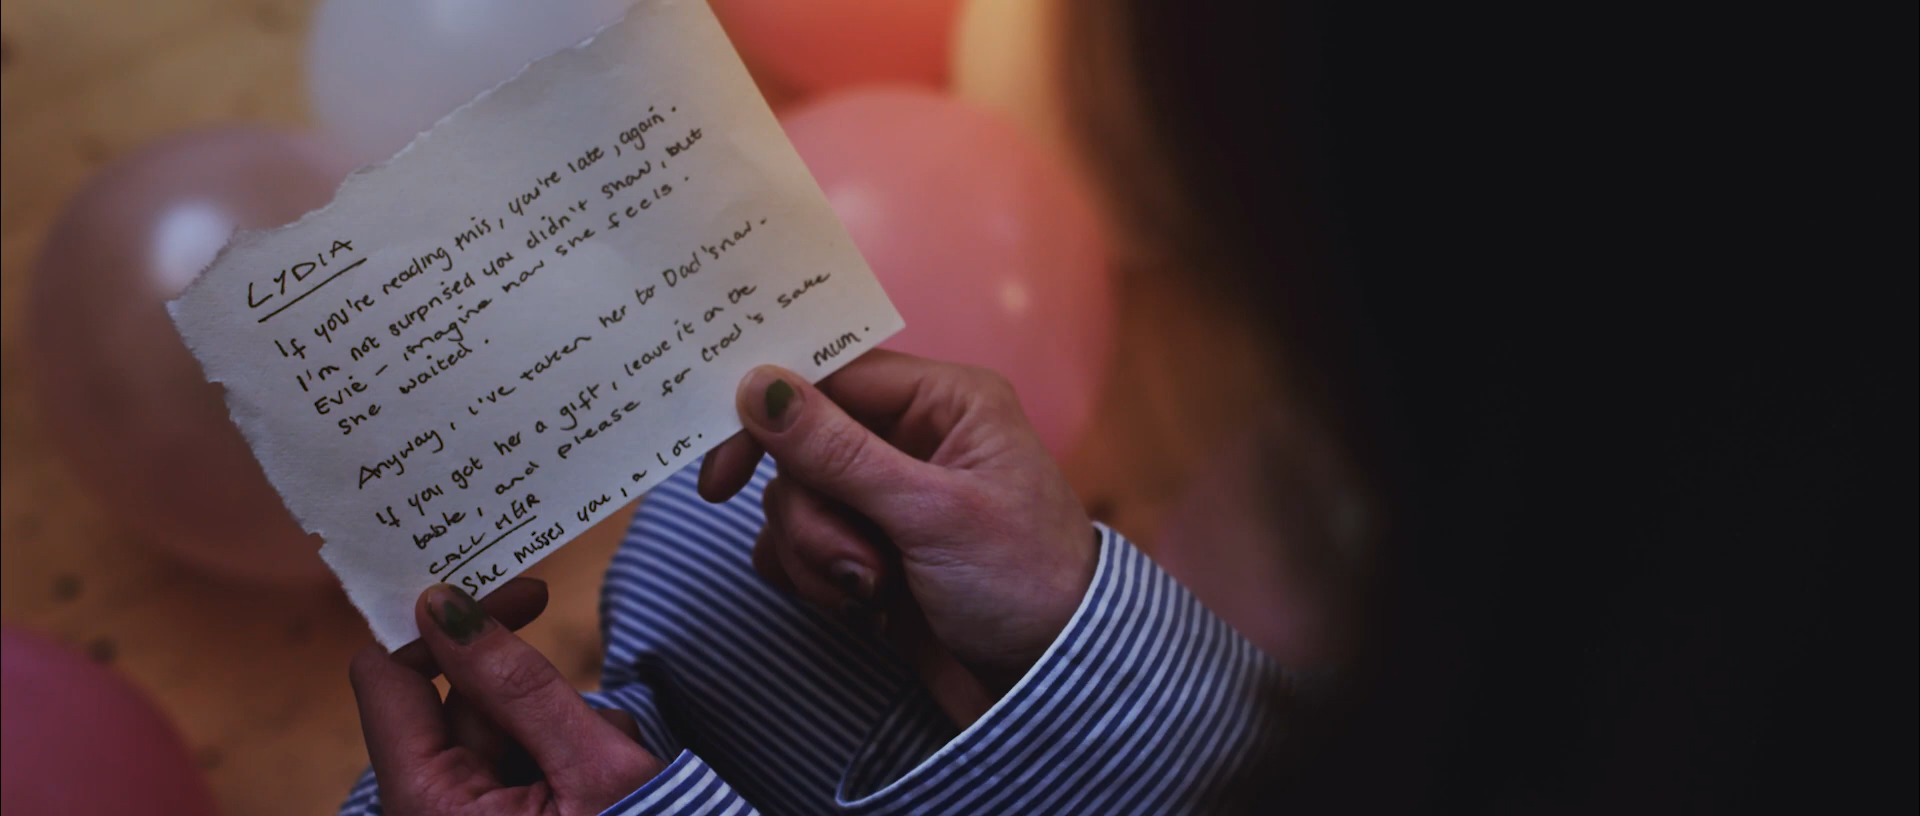 LYDIA
If you're reading this, you're late, again.
I'm not surprised you didn't show, but
Evie - imagine how she feels.
She waited.
Anyway, I've taken her to Dad's now.
If you got her a gift, leave it on the
table, and please for God's sake
CALL HER
She misses you, a lot.
Mum.